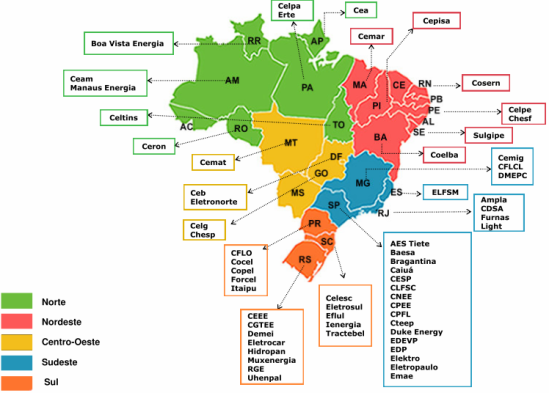 Celpa
Erte
Cea
Cepisa
Boa Vista Energia
RR
AP
Cemar
Ceam
Manaus Energia
AM
PA
MA
CE
RN
Cosern
PB
PI
PE
Celpe
Chesf
Celtins
AC
RO
TO
AL
SE
Sulgipe
Ceron
MT
BA
Coelba
Cemat
DF
GO
Cemig
CFLCL
DMEPC
Ceb
Eletronorte
MS
MG
ES
ELFSM
Celg
Chesp
SP
RJ
Ampla
CDSA
Furnas
Light
PR
SC
RS
CFLO
Cocel
Copel
Forcel
Itaipu
AES Tiete
Baesa
Bragantina
Caiuá
CESP
CLFSC
CNEE
CPEE
CPFL
Cteep
Duke Energy
EDEVP
EDP
Elektro
Eletropaulo
Emae
Celesc
Eletrosul
Eflul
Ienergia
Tractebel
CEEE
CGTEE
Demei
Eletrocar
Hidropan
Muxenergia
RGE
Uhenpal
Norte
Nordeste
Centro-Oeste
Sudeste
Sul